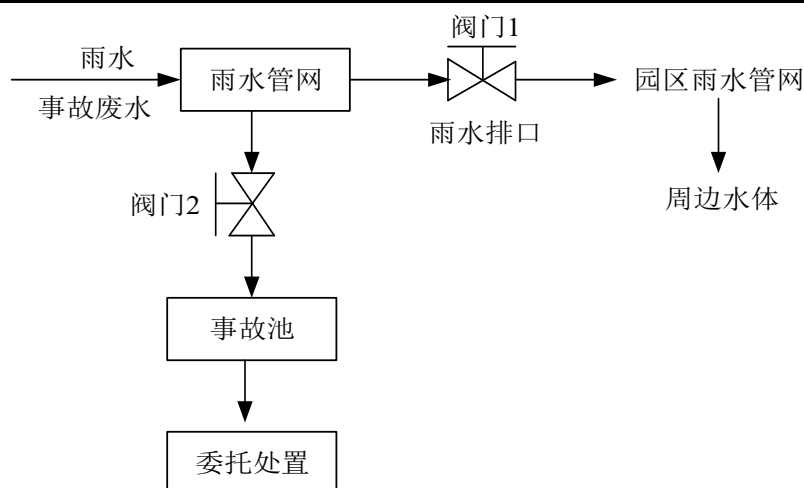 阀门1
雨水
雨水管网
园区雨水管网
事故废水
雨水排口
阀门2
周边水体
事故池
委托处置